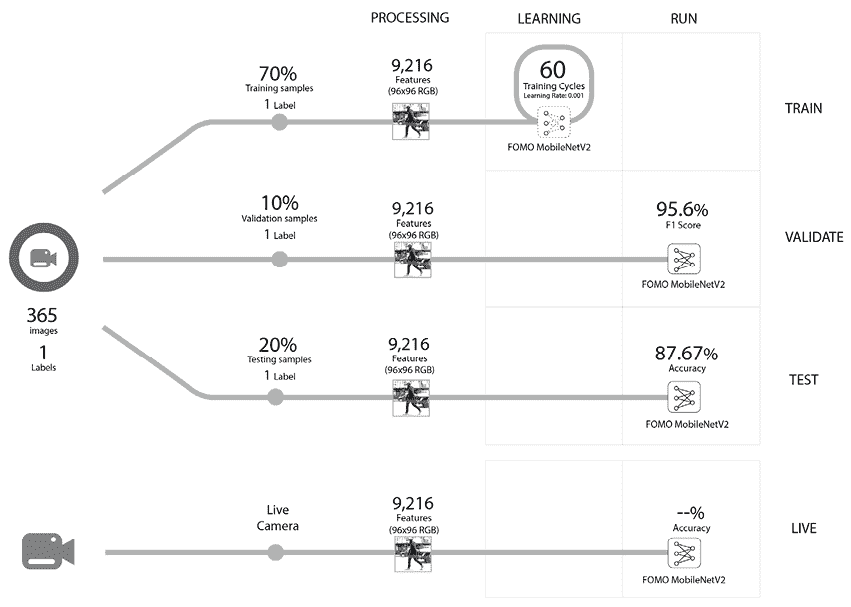 PROCESSING
LEARNING
RUN
70%
Training samples
1 Label
9,216
Features
(96x96 RGB)
60
Training Cycles
Learning Rate: 0.001
FOMO MobileNetV2
TRAIN
10%
Validation samples
1 Label
9,216
Features
(96x96 RGB)
95.6%
F1 Score
FOMO MobileNetV2
VALIDATE
365
images
1
Labels
20%
Testing samples
1 Label
9,216
Features
(96x96 RGB)
87.67%
Accuracy
FOMO MobileNetV2
TEST
Live
Camera
9,216
Features
(96x96 RGB)
--%
Accuracy
FOMO MobileNetV2
LIVE